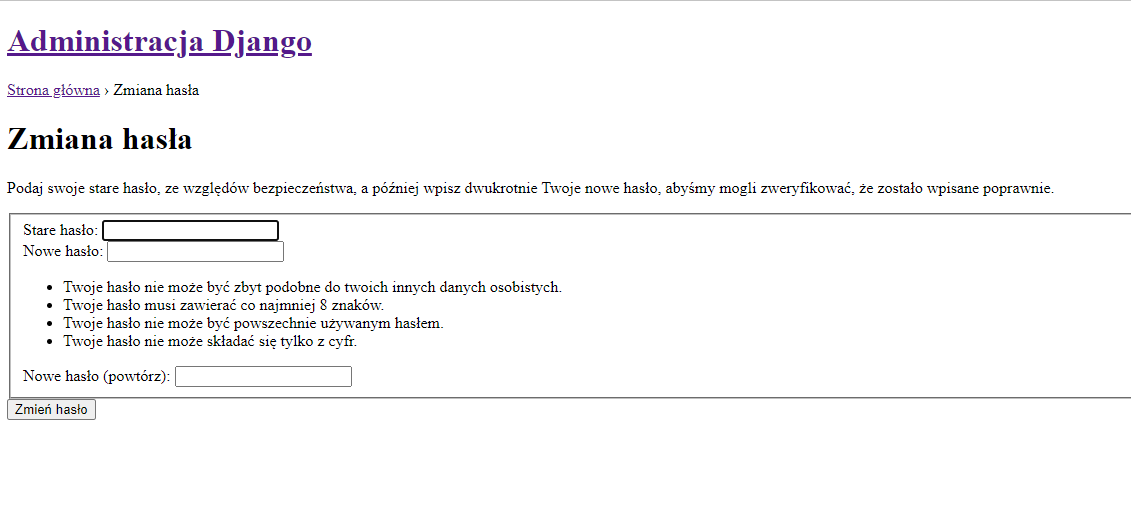 Administracja Django
Strona główna › Zmiana hasła
Zmiana hasła
Podaj swoje stare hasło, ze względów bezpieczeństwa, a później wpisz dwukrotnie Twoje nowe hasło, abyśmy mogli zweryfikować, że zostało wpisane poprawnie.
Stare hasło:
Nowe hasło:
• Twoje hasło nie może być zbyt podobne do twoich innych danych osobistych.
• Twoje hasło musi zawierać co najmniej 8 znaków.
• Twoje hasło nie może być powszechnie używanym hasłem.
• Twoje hasło nie może składać się tylko z cyfr.
Nowe hasło (powtórz):
Zmień hasło